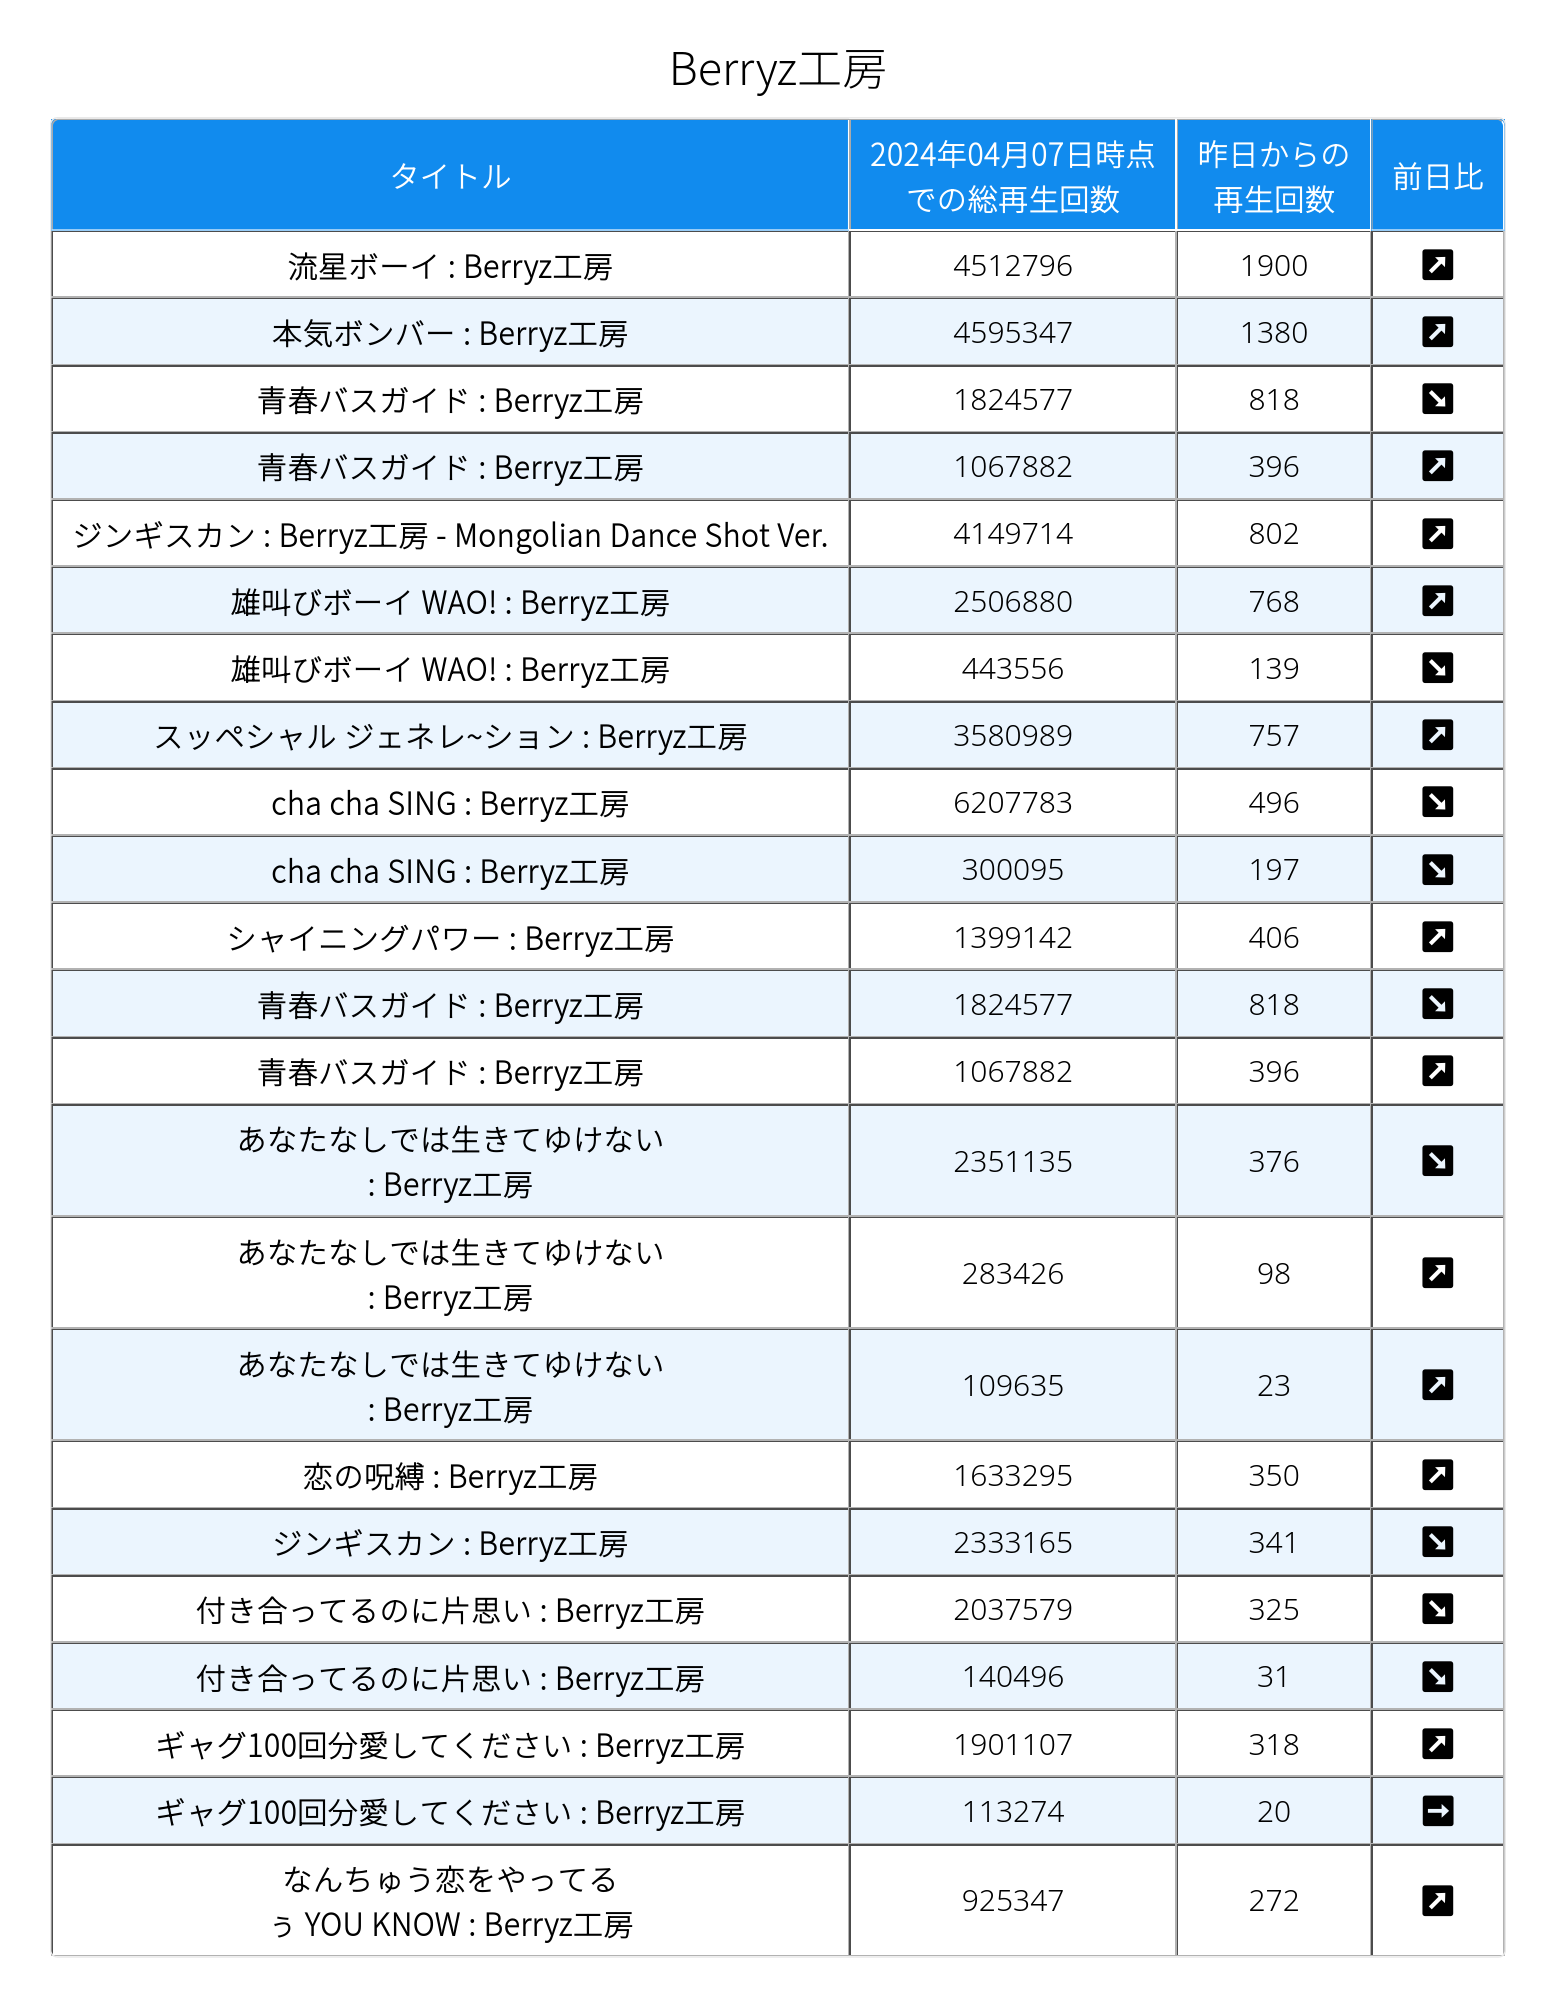 Berryz工房
タイトル 2024年04月07日時点 昨日からの 前日比
での総再生回数 再生回数
流星ボーイ : Berryz工房 4512796 1900 ↗
本気ボンバー : Berryz工房 4595347 1380 ↗
青春バスガイド : Berryz工房 1824577 818 ↘
青春バスガイド : Berryz工房 1067882 396 ↗
ジンギスカン : Berryz工房 - Mongolian Dance Shot Ver. 4149714 802 ↗
雄叫びボーイ WAO! : Berryz工房 2506880 768 ↗
雄叫びボーイ WAO! : Berryz工房 443556 139 ↘
スッペシャル ジェネレ~ション : Berryz工房 3580989 757 ↗
cha cha SING : Berryz工房 6207783 496 ↘
cha cha SING : Berryz工房 300095 197 ↘
シャイニングパワー : Berryz工房 1399142 406 ↗
青春バスガイド : Berryz工房 1824577 818 ↘
青春バスガイド : Berryz工房 1067882 396 ↗
あなたなしでは生きてゆけない
: Berryz工房 2351135 376 ↘
あなたなしでは生きてゆけない
: Berryz工房 283426 98 ↗
あなたなしでは生きてゆけない
: Berryz工房 109635 23 ↗
恋の呪縛 : Berryz工房 1633295 350 ↗
ジンギスカン : Berryz工房 2333165 341 ↘
付き合ってるのに片思い : Berryz工房 2037579 325 ↘
付き合ってるのに片思い : Berryz工房 140496 31 ↘
ギャグ100回分愛してください : Berryz工房 1901107 318 ↗
ギャグ100回分愛してください : Berryz工房 113274 20 →
なんちゅう恋をやってる
ぅ YOU KNOW : Berryz工房 925347 272 ↗